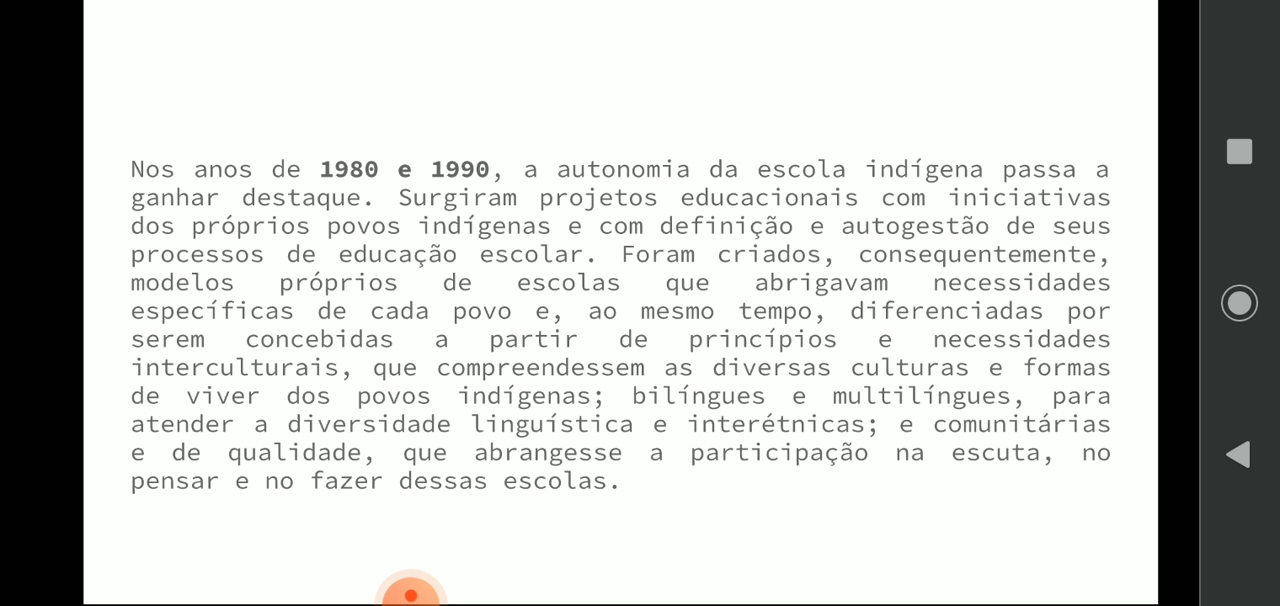 Nos anos de 1980 e 1990, a autonomia da escola indígena passa a
ganhar destaque. Surgiram projetos educacionais com iniciativas
dos próprios povos indígenas e com definição e autogestão de seus
processos de educação escolar. Foram criados, consequentemente,
modelos próprios de escolas que abrigavam necessidades
específicas de cada povo e, ao mesmo tempo, diferenciadas por
serem concebidas a partir de princípios e necessidades
interculturais, que compreendessem as diversas culturas e formas
de viver dos povos indígenas; bilíngues e multilíngues, para
atender a diversidade linguística e interétnicas; e comunitárias
e de qualidade, que abrangesse a participação na escuta, no
pensar e no fazer dessas escolas.